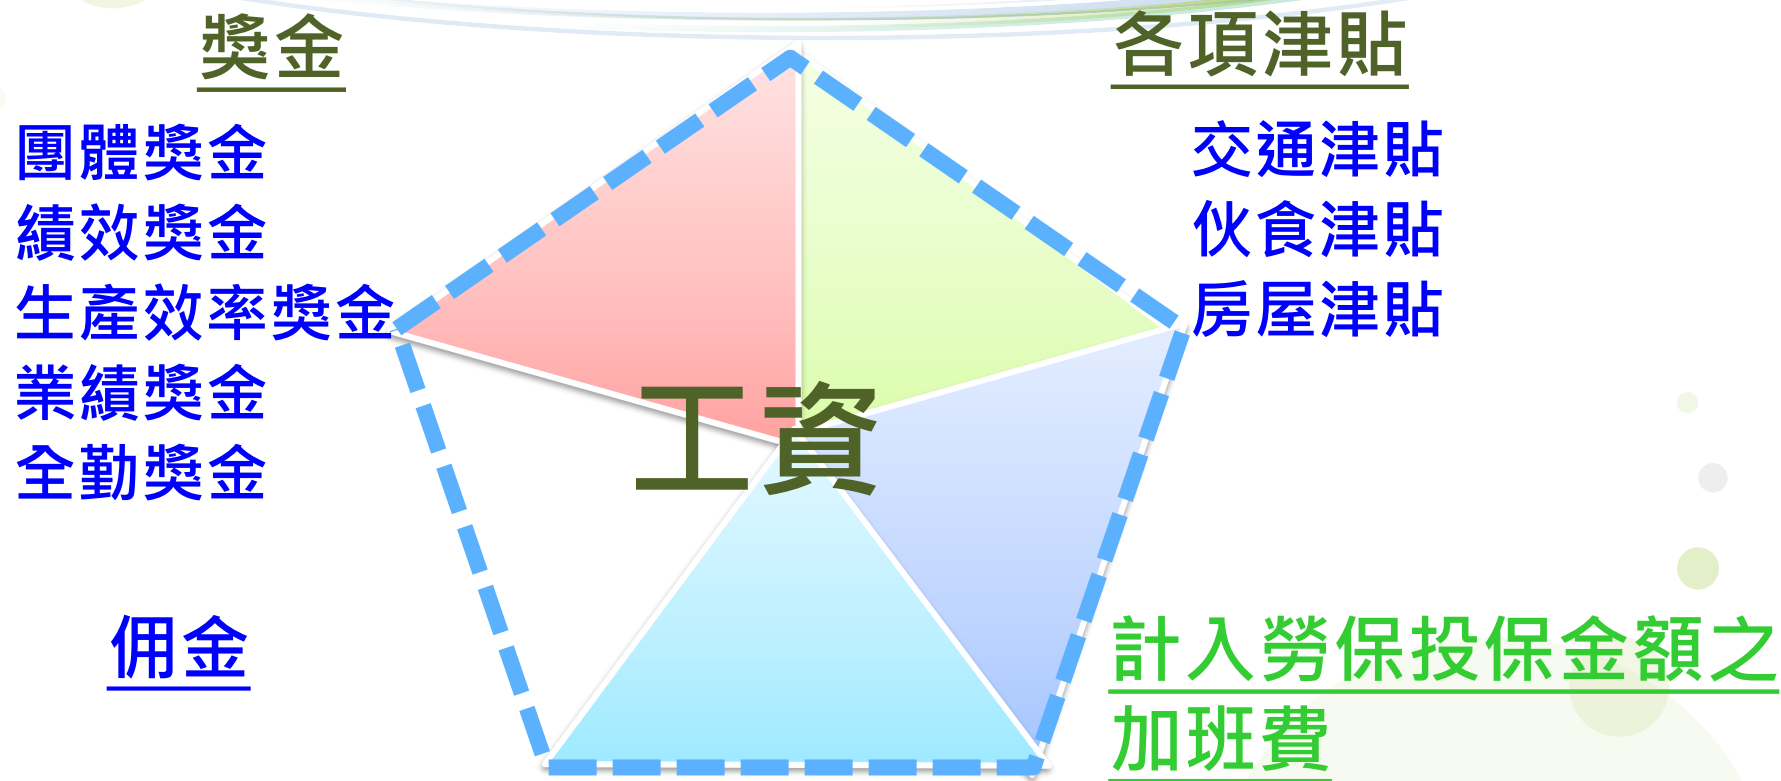 獎金
團體獎金
績效獎金
生產效率獎金
業績獎金
全勤獎金
各項津貼
交通津貼
伙食津貼
房屋津貼
工資
佣金
計入勞保投保金額之
加班費